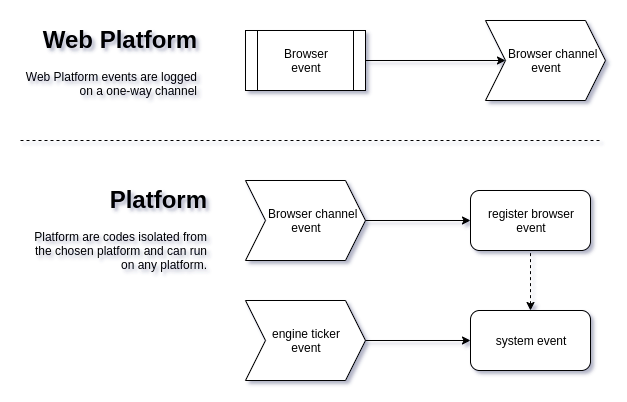 Web Platform
Web Platform events are logged
on a one-way channel
Browser
event
Browser channel
event
Platform
Platform are codes isolated from
the chosen platform and can run
on any platform.
Browser channel
event
register browser
event
engine ticker
event
system event